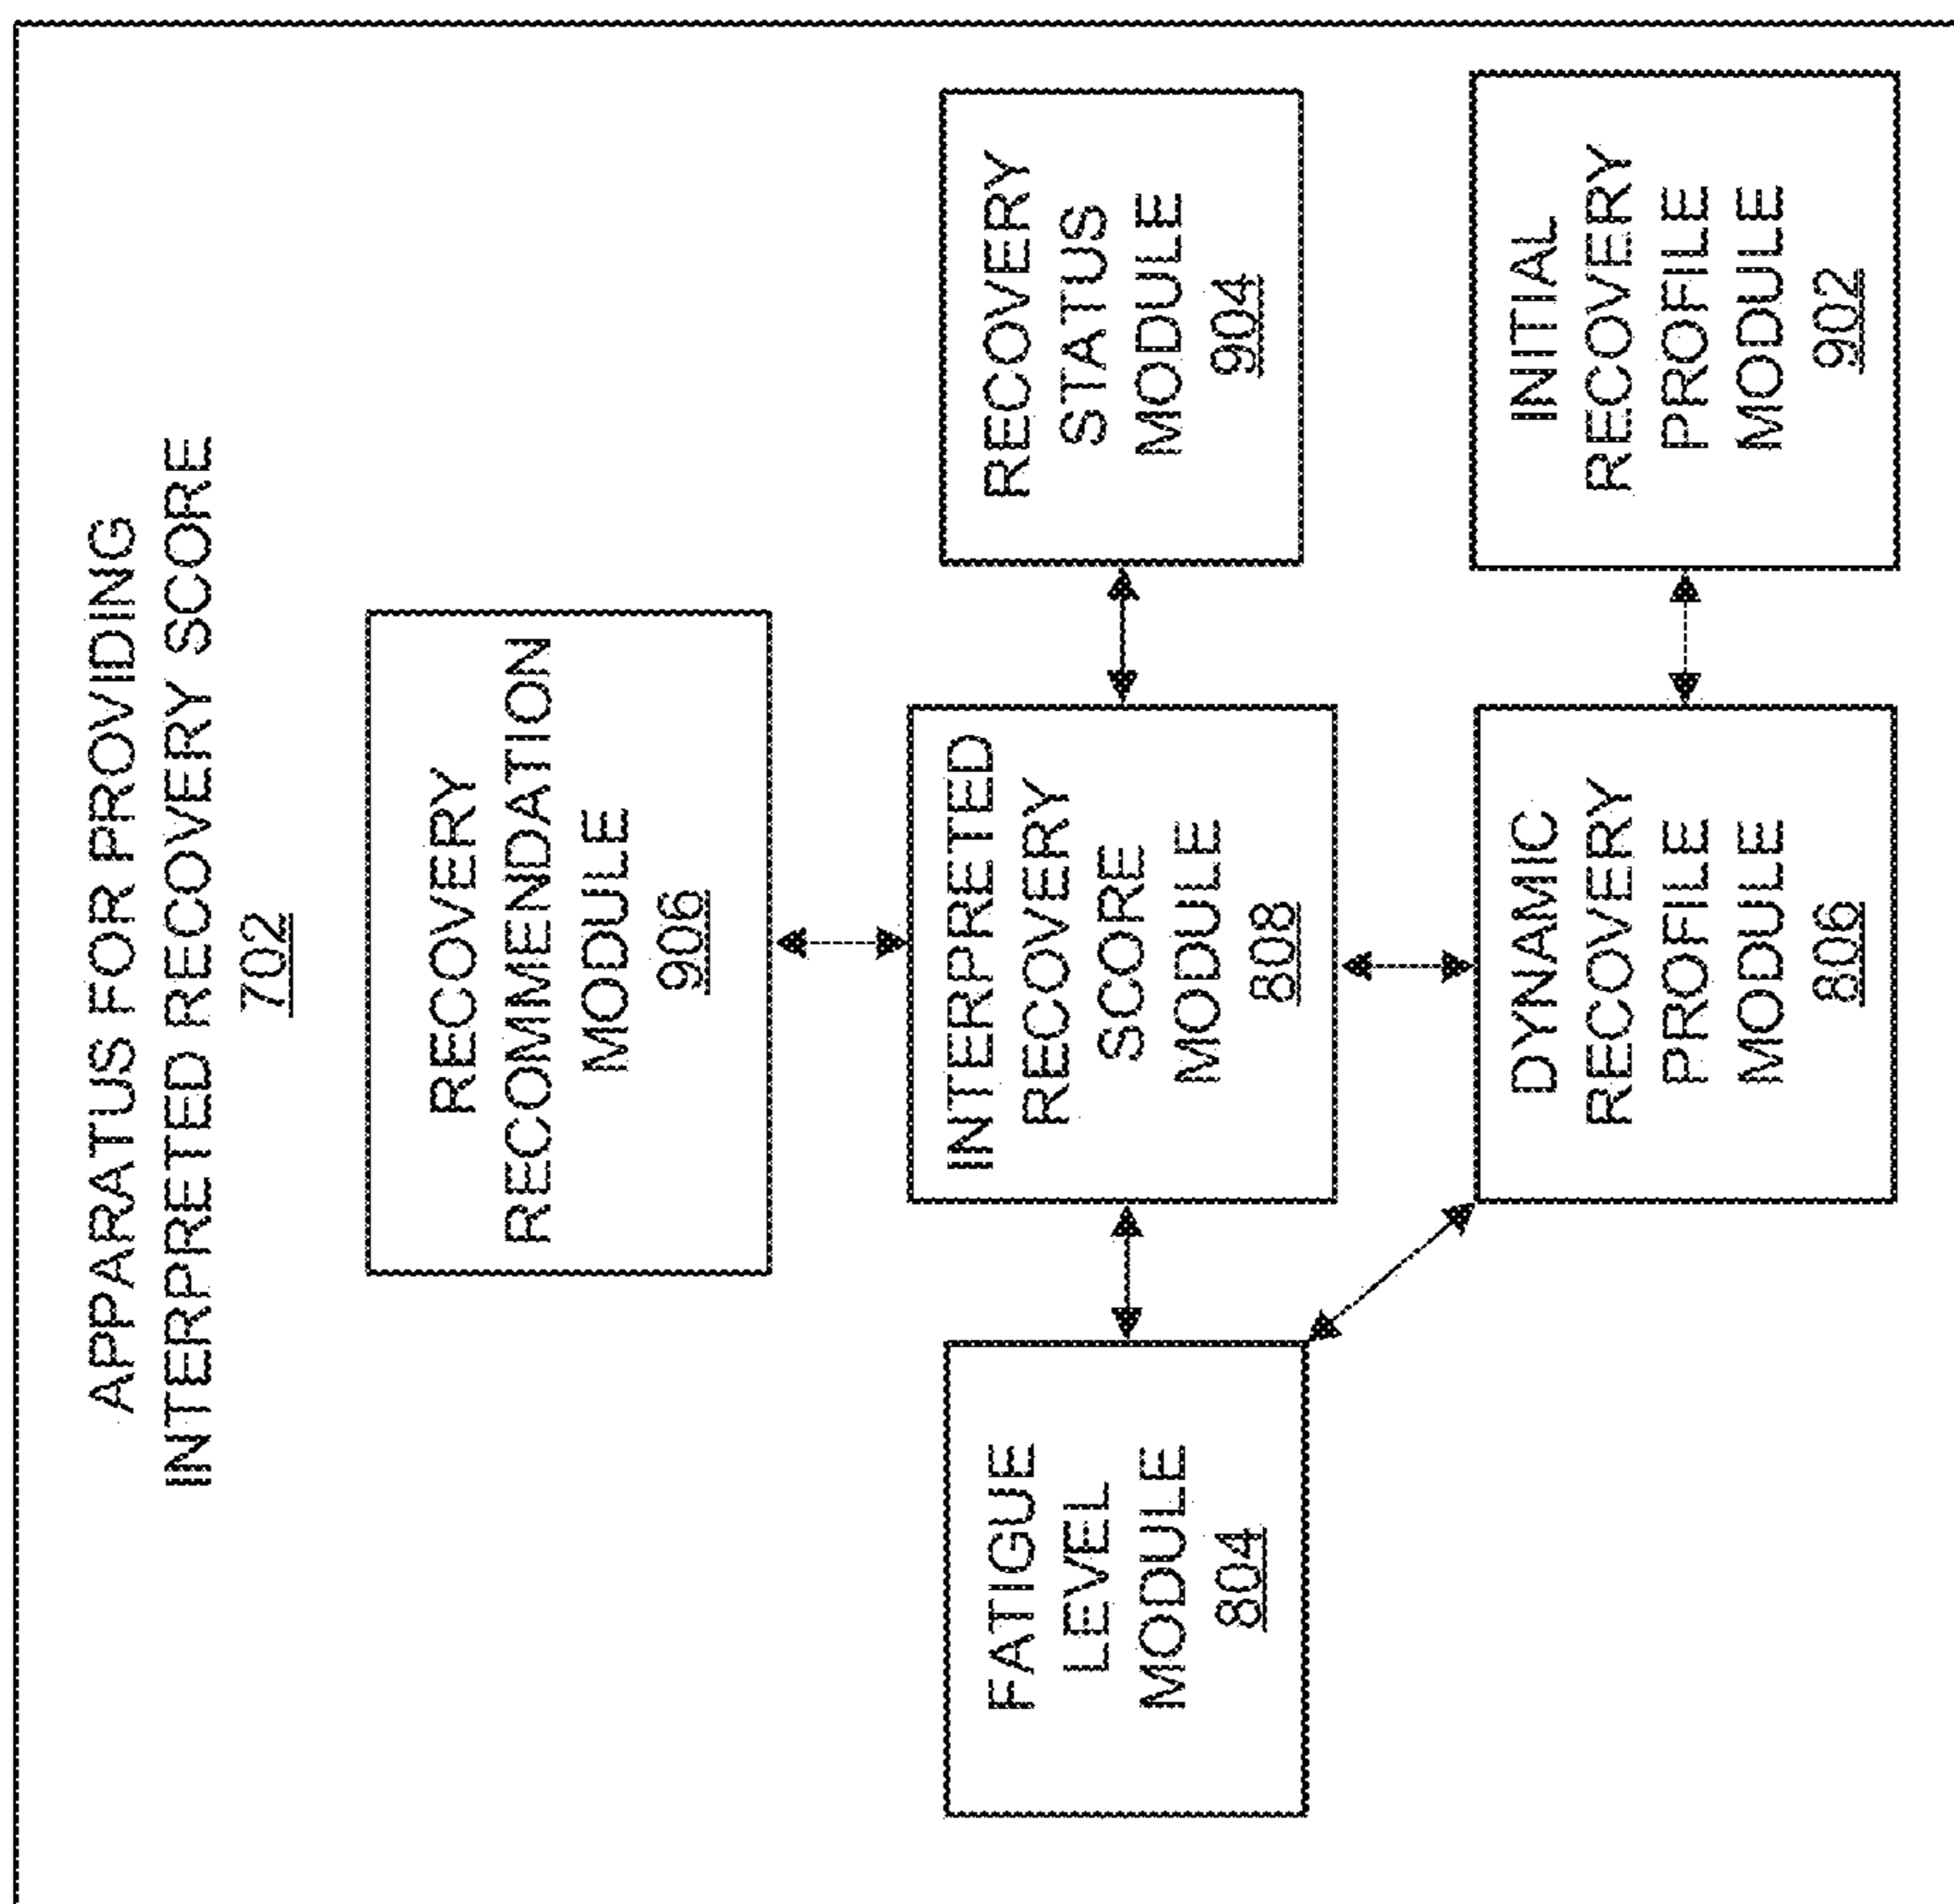 APPARATUS FOR PROVIDING
INTERPRETED RECOVERY SCORE
702
RECOVERY
RECOMMENDATION
MODULE
906
FATIGUE
LEVEL
MODULE
804
INTERPRETED
RECOVERY
SCORE
MODULE
808
RECOVERY
STATUS
MODULE
904
DYNAMIC
RECOVERY
PROFILE
MODULE
806
INITIAL
RECOVERY
PROFILE
MODULE
902